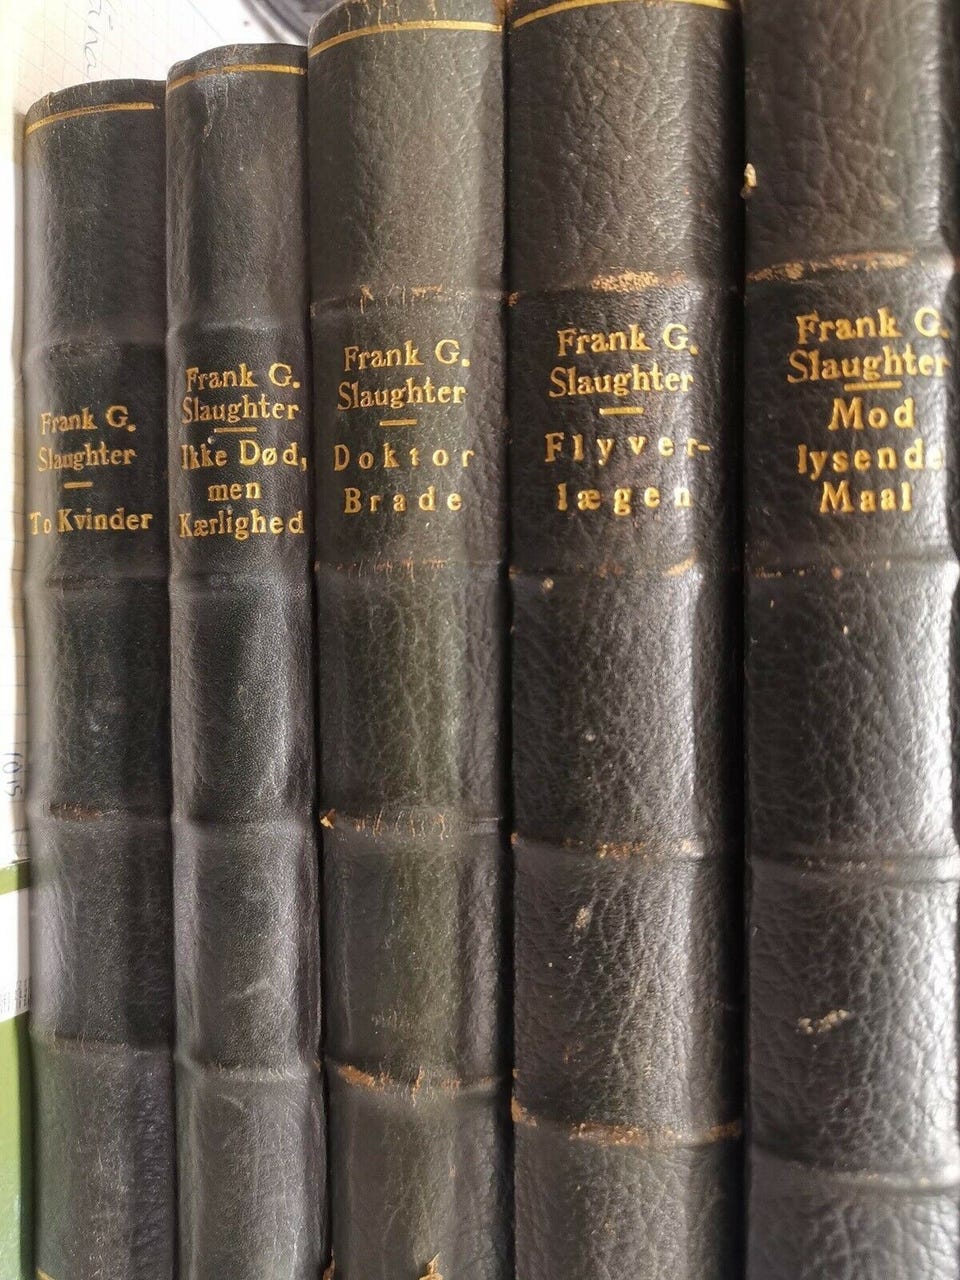 Frank G.
Slaughter
To Kvinder
Frank G.
Slaughter
Ikke Død,
men
Kærlighed
Frank G.
Slaughter
Doktor
Brade
Frank G.
Slaughter
Flyver-
lægen
Frank G.
Slaughter
Mod
lysende
Maal